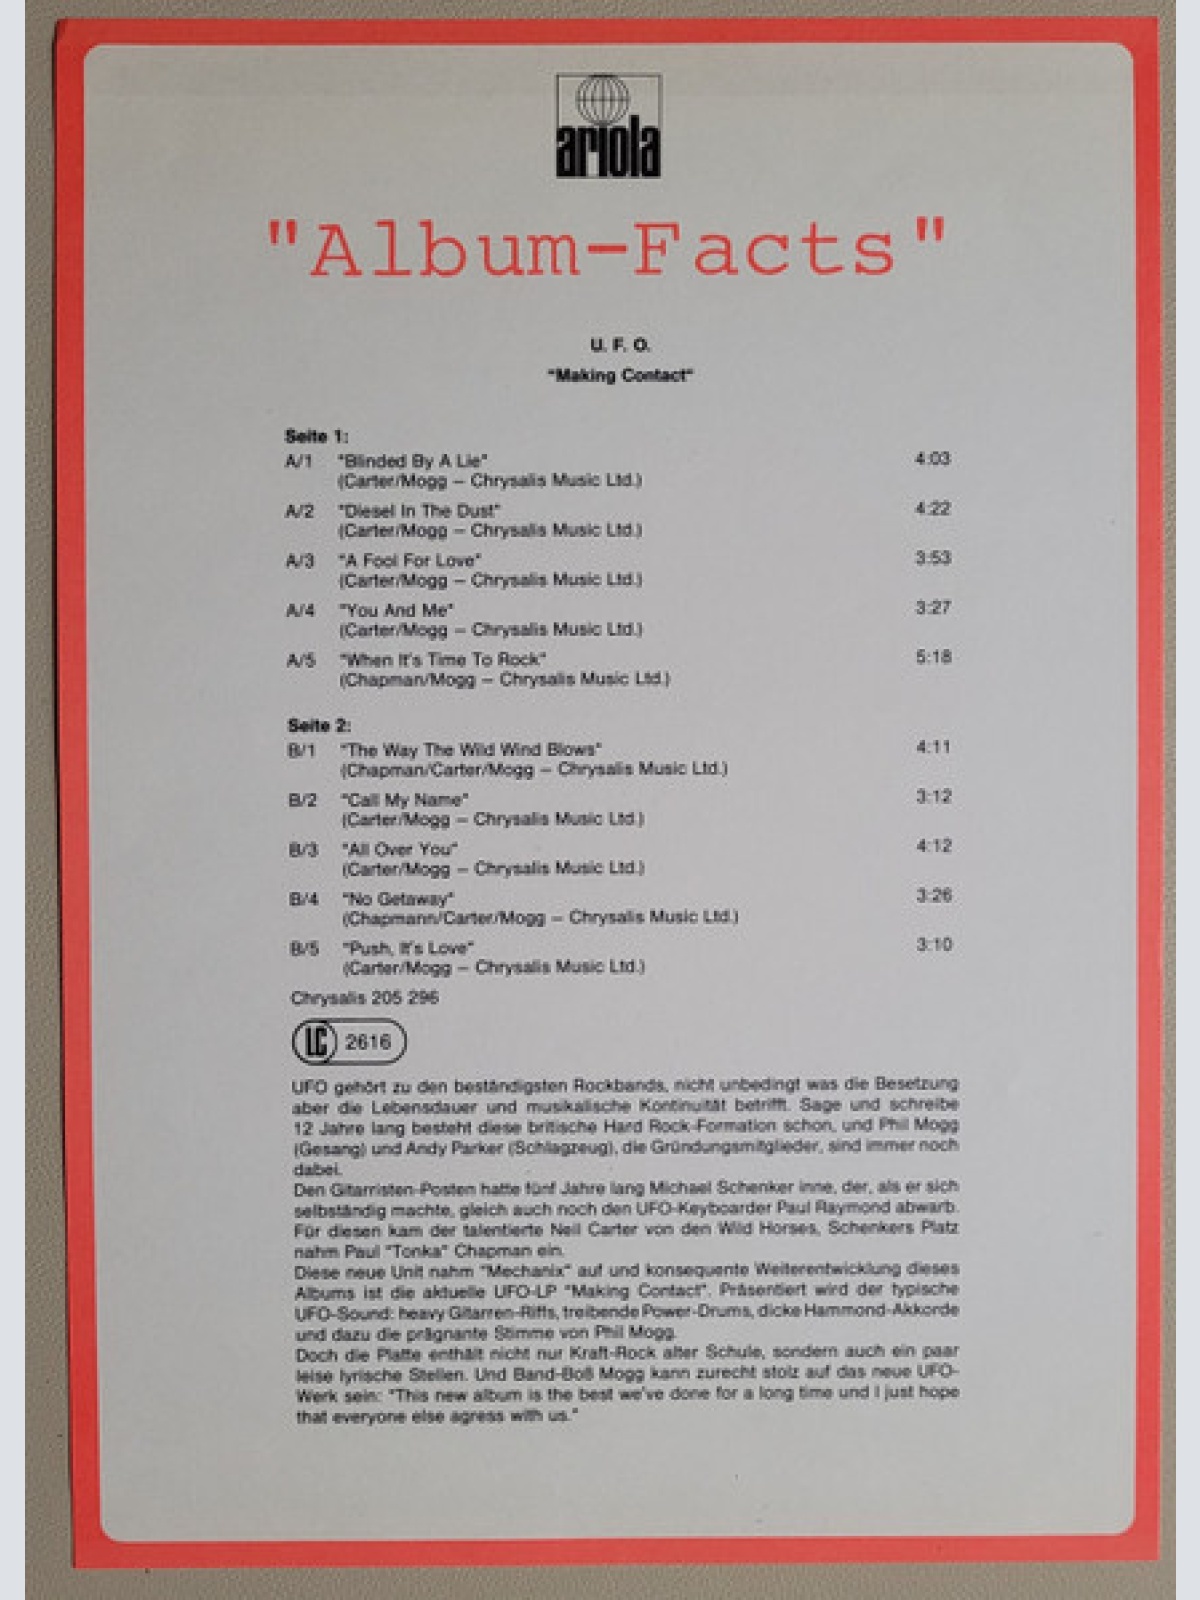 ariola
"Album-Facts"
U. F. O.
"Making Contact"
Seite 1:
A/1 "Blinded By A Lie" 4:03
(Carter/Mogg – Chrysalis Music Ltd.)
A/2 "Diesel In The Dust" 4:22
(Carter/Mogg – Chrysalis Music Ltd.)
A/3 "A Fool For Love" 3:53
(Carter/Mogg – Chrysalis Music Ltd.)
A/4 "You And Me" 3:27
(Carter/Mogg – Chrysalis Music Ltd.)
A/5 "When It's Time To Rock" 5:18
(Chapman/Mogg – Chrysalis Music Ltd.)
Seite 2:
B/1 "The Way The Wild Wind Blows" 4:11
(Chapman/Carter/Mogg – Chrysalis Music Ltd.)
B/2 "Call My Name" 3:12
(Carter/Mogg – Chrysalis Music Ltd.)
B/3 "All Over You" 4:12
(Carter/Mogg – Chrysalis Music Ltd.)
B/4 "No Getaway" 3:26
(Chapmann/Carter/Mogg – Chrysalis Music Ltd.)
B/5 "Push, It's Love" 3:10
(Carter/Mogg – Chrysalis Music Ltd.)
Chrysalis 205 296
LC 2616
UFO gehört zu den beständigsten Rockbands, nicht unbedingt was die Besetzung
aber die Lebensdauer und musikalische Kontinuität betrifft. Sage und schreibe
12 Jahre lang besteht diese britische Hard Rock-Formation schon, und Phil Mogg
(Gesang) und Andy Parker (Schlagzeug), die Gründungsmitglieder, sind immer noch
dabei.
Den Gitarristen-Posten hatte fünf Jahre lang Michael Schenker inne, der, als er sich
selbständig machte, gleich auch noch den UFO-Keyboarder Paul Raymond abwarb.
Für diesen kam der talentierte Neil Carter von den Wild Horses, Schenkers Platz
nahm Paul "Tonka" Chapman ein.
Diese neue Unit nahm "Mechanix" auf und konsequente Weiterentwicklung dieses
Albums ist die aktuelle UFO-LP "Making Contact". Präsentiert wird der typische
UFO-Sound: heavy Gitarren-Riffs, treibende Power-Drums, dicke Hammond-Akkorde
und dazu die prägnante Stimme von Phil Mogg.
Doch die Platte enthält nicht nur Kraft-Rock alter Schule, sondern auch ein paar
leise lyrische Stellen. Und Band-Boß Mogg kann zurecht stolz auf das neue UFO-
Werk sein: "This new album is the best we've done for a long time und I just hope
that everyone else agress with us."